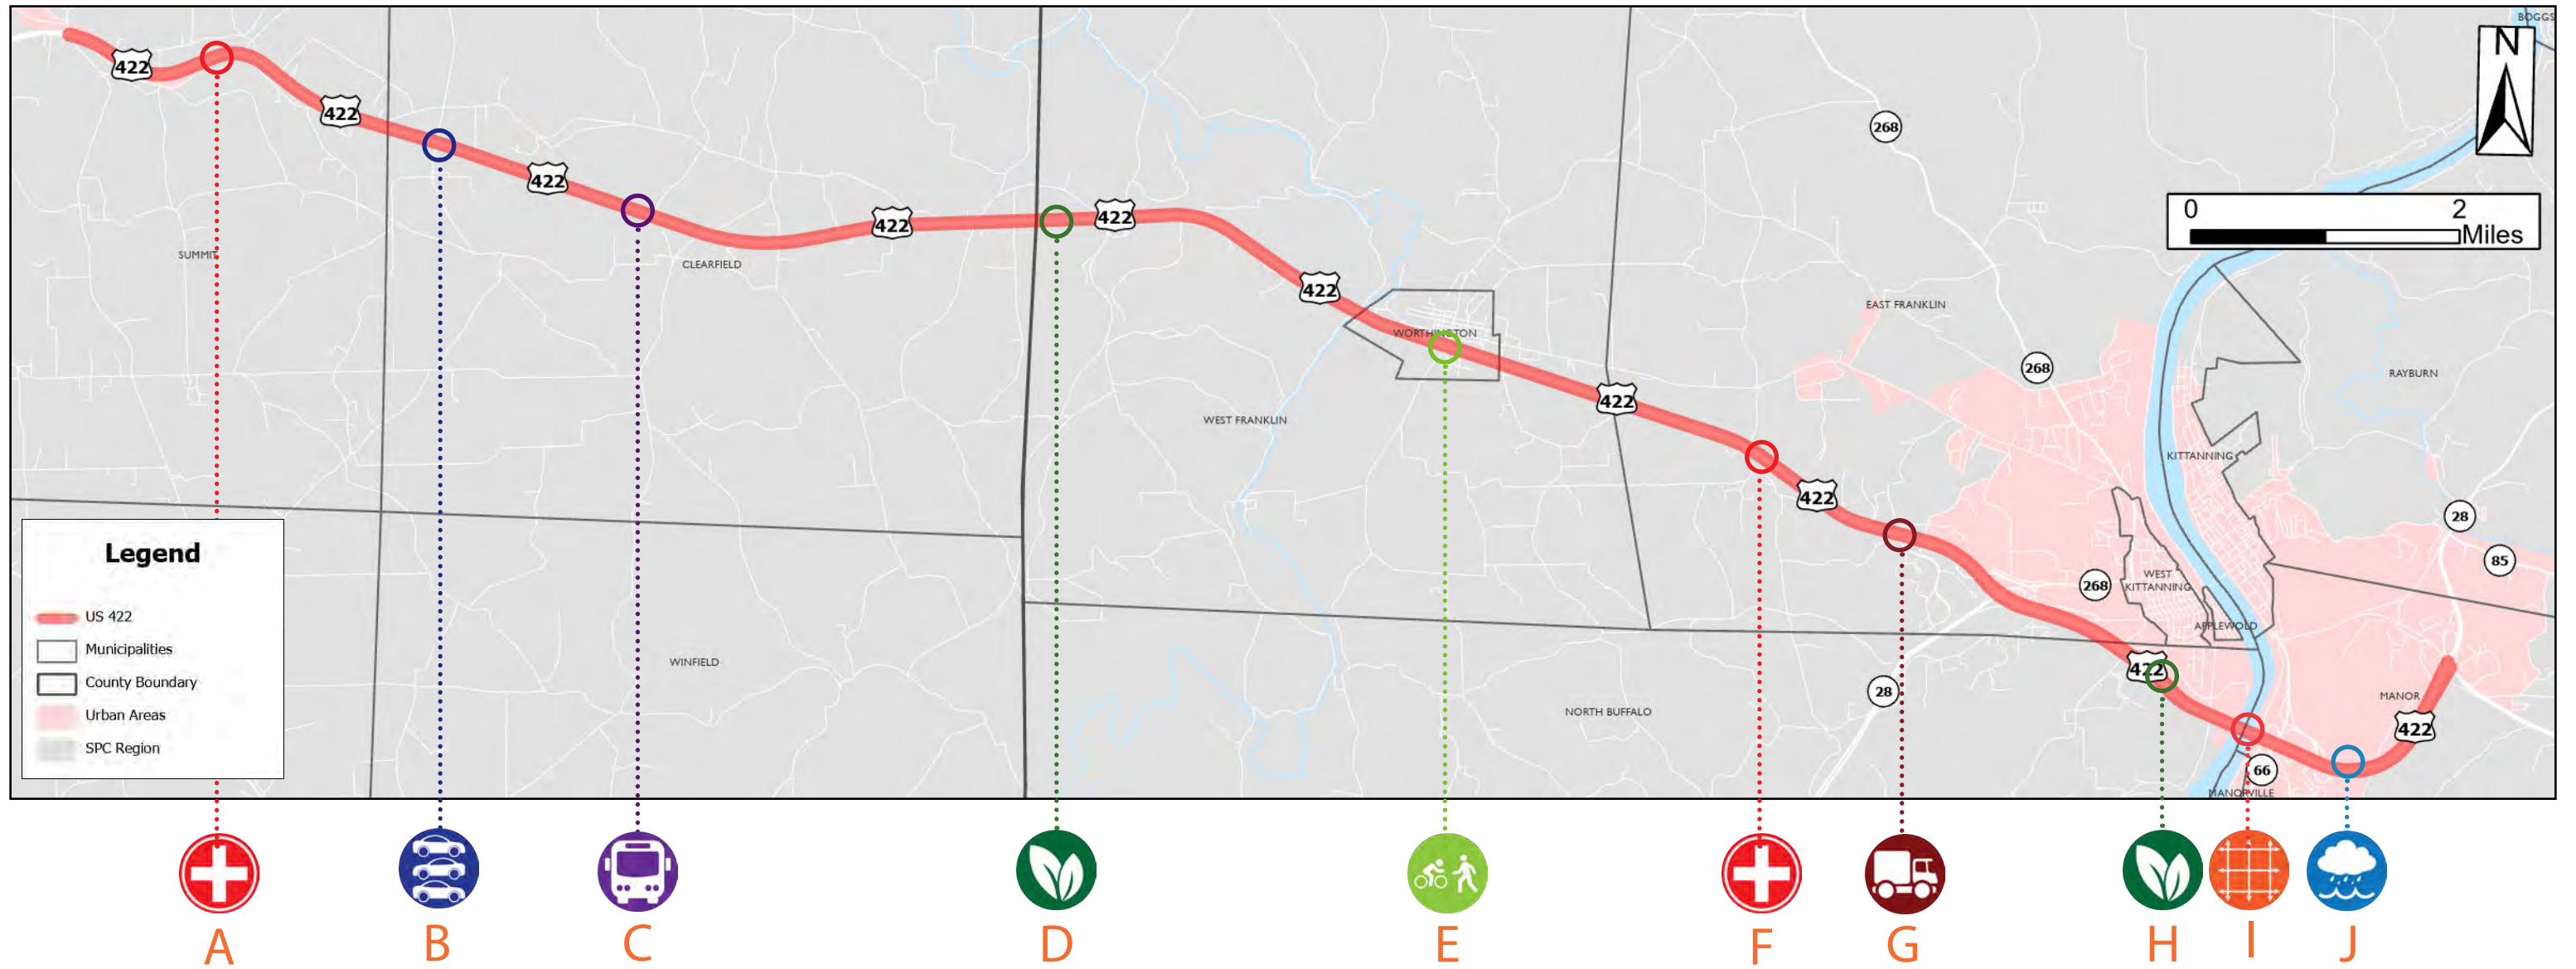 BOGGS
N
422
268
422
0 2
Miles
422
422
422
SUMMIT
CLEARFIELD
422
EAST FRANKLIN
WORTHINGTON
268
RAYBURN
422
WEST FRANKLIN
KITTANNING
422
28
85
Legend
US 422
Municipalities
County Boundary
Urban Areas
SPC Region
WEST
KITTANNING
268
APPLEWOLD
WINFIELD
422
28
MANOR
NORTH BUFFALO
422
66
MANORVILLE
A B C D E F G H I J